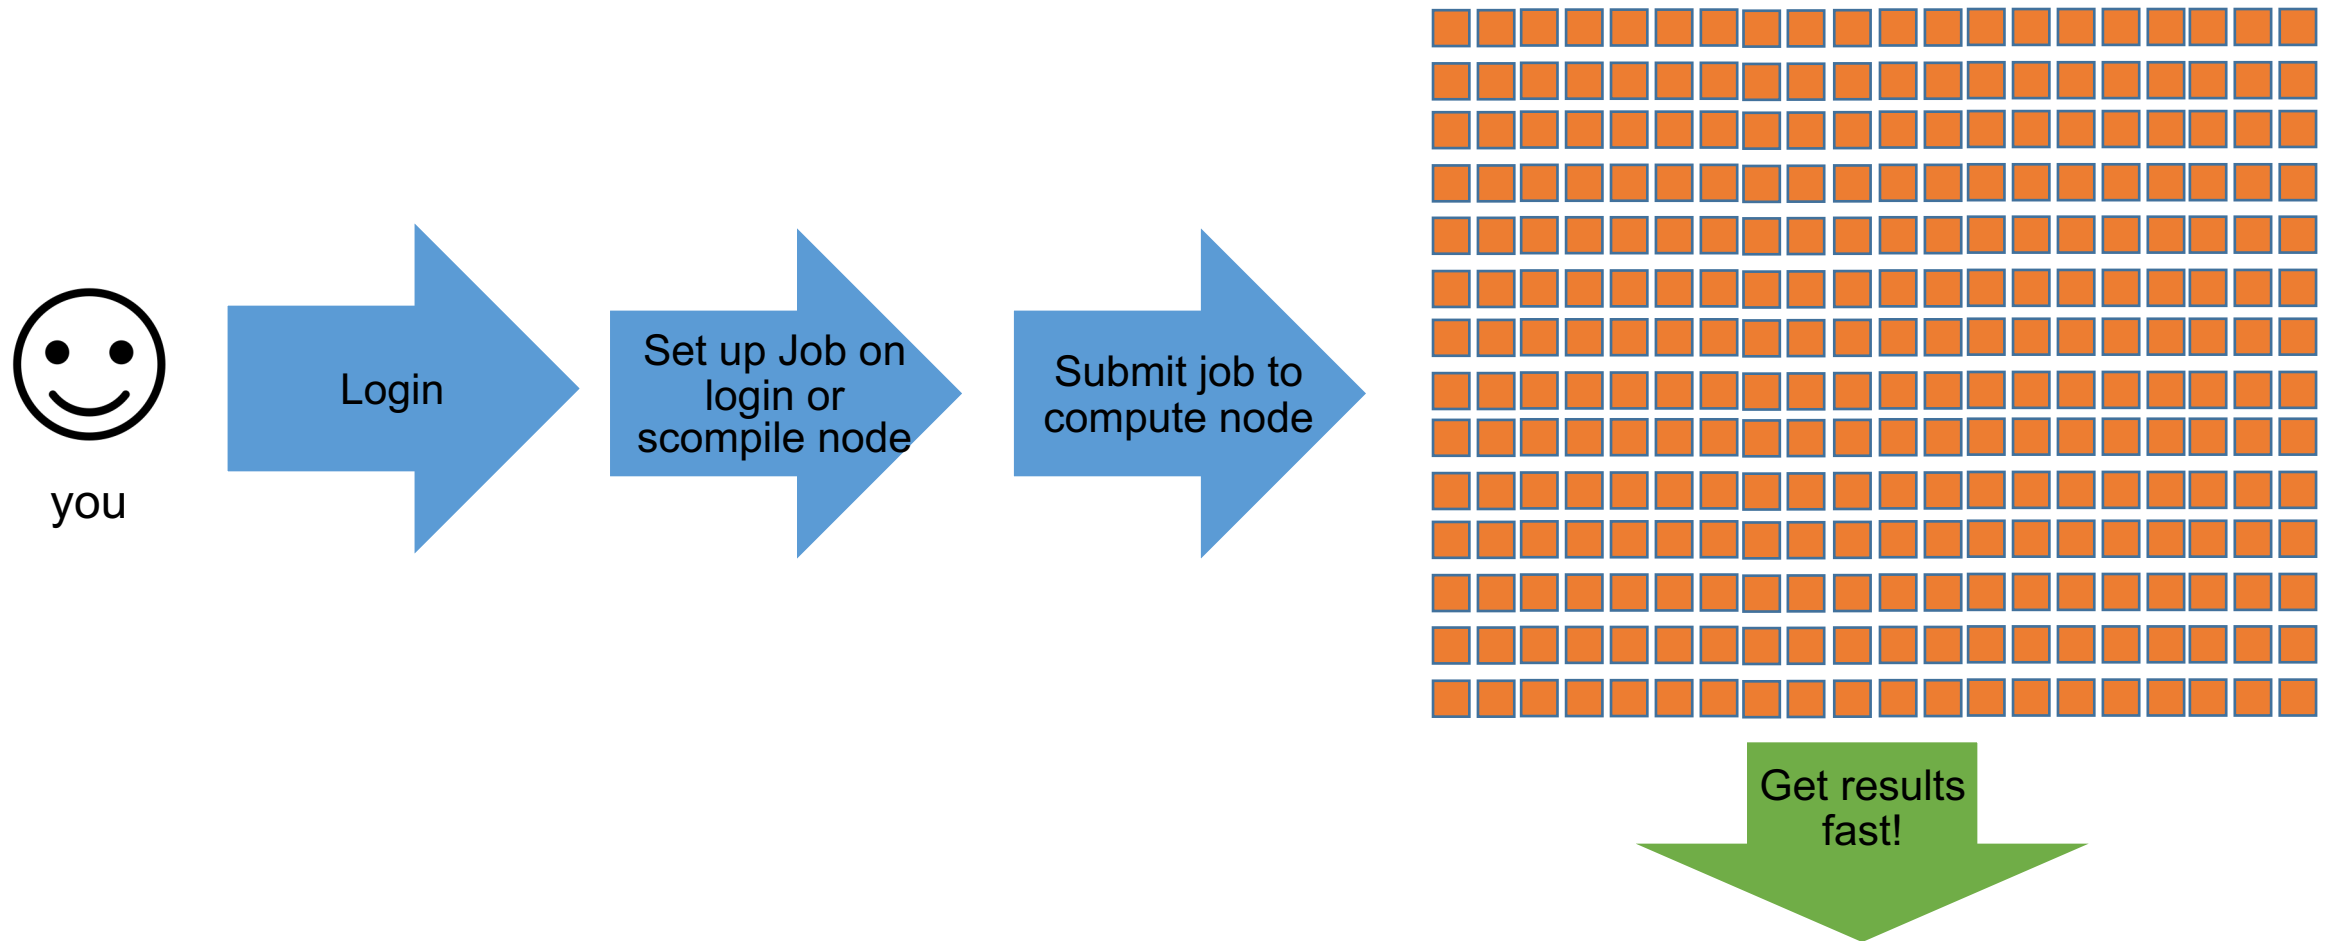 you
Login
Set up Job on
login or
scompile node
Submit job to
compute node
Get results
fast!